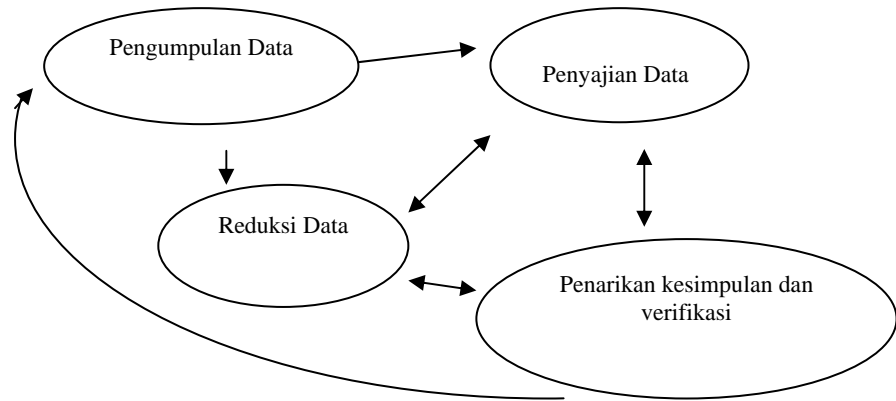 Pengumpulan Data
Penyajian Data
Reduksi Data
Penarikan kesimpulan dan
verifikasi